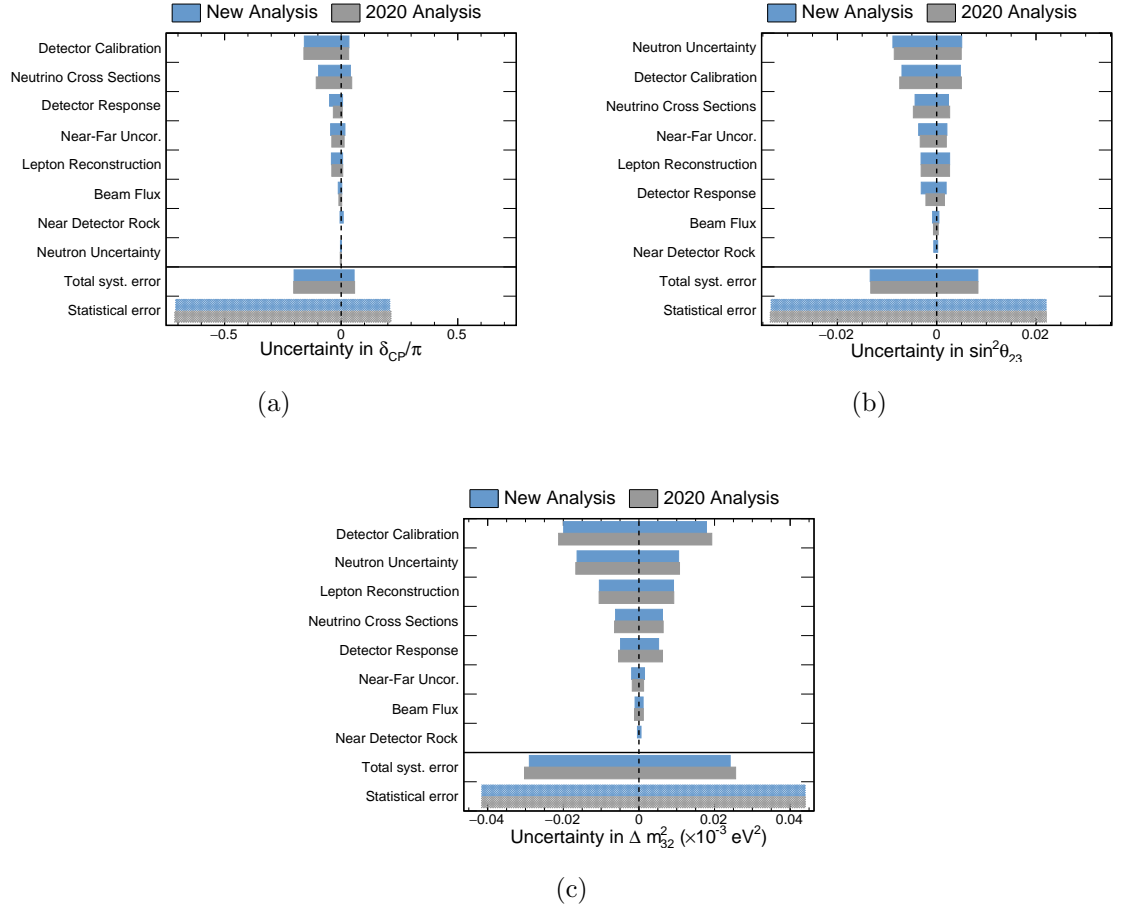 New Analysis 2020 Analysis
Detector Calibration
Neutrino Cross Sections
Detector Response
Near-Far Uncor.
Lepton Reconstruction
Beam Flux
Near Detector Rock
Neutron Uncertainty
Total syst. error
Statistical error
−0.5 0 0.5
Uncertainty in δCP/π
(a)
New Analysis 2020 Analysis
Neutron Uncertainty
Detector Calibration
Neutrino Cross Sections
Near-Far Uncor.
Lepton Reconstruction
Detector Response
Beam Flux
Near Detector Rock
Total syst. error
Statistical error
−0.02 0 0.02
Uncertainty in sin²θ23
(b)
New Analysis 2020 Analysis
Detector Calibration
Neutron Uncertainty
Lepton Reconstruction
Neutrino Cross Sections
Detector Response
Near-Far Uncor.
Beam Flux
Near Detector Rock
Total syst. error
Statistical error
−0.04 −0.02 0 0.02 0.04
Uncertainty in Δ m²32 (×10⁻³ eV²)
(c)